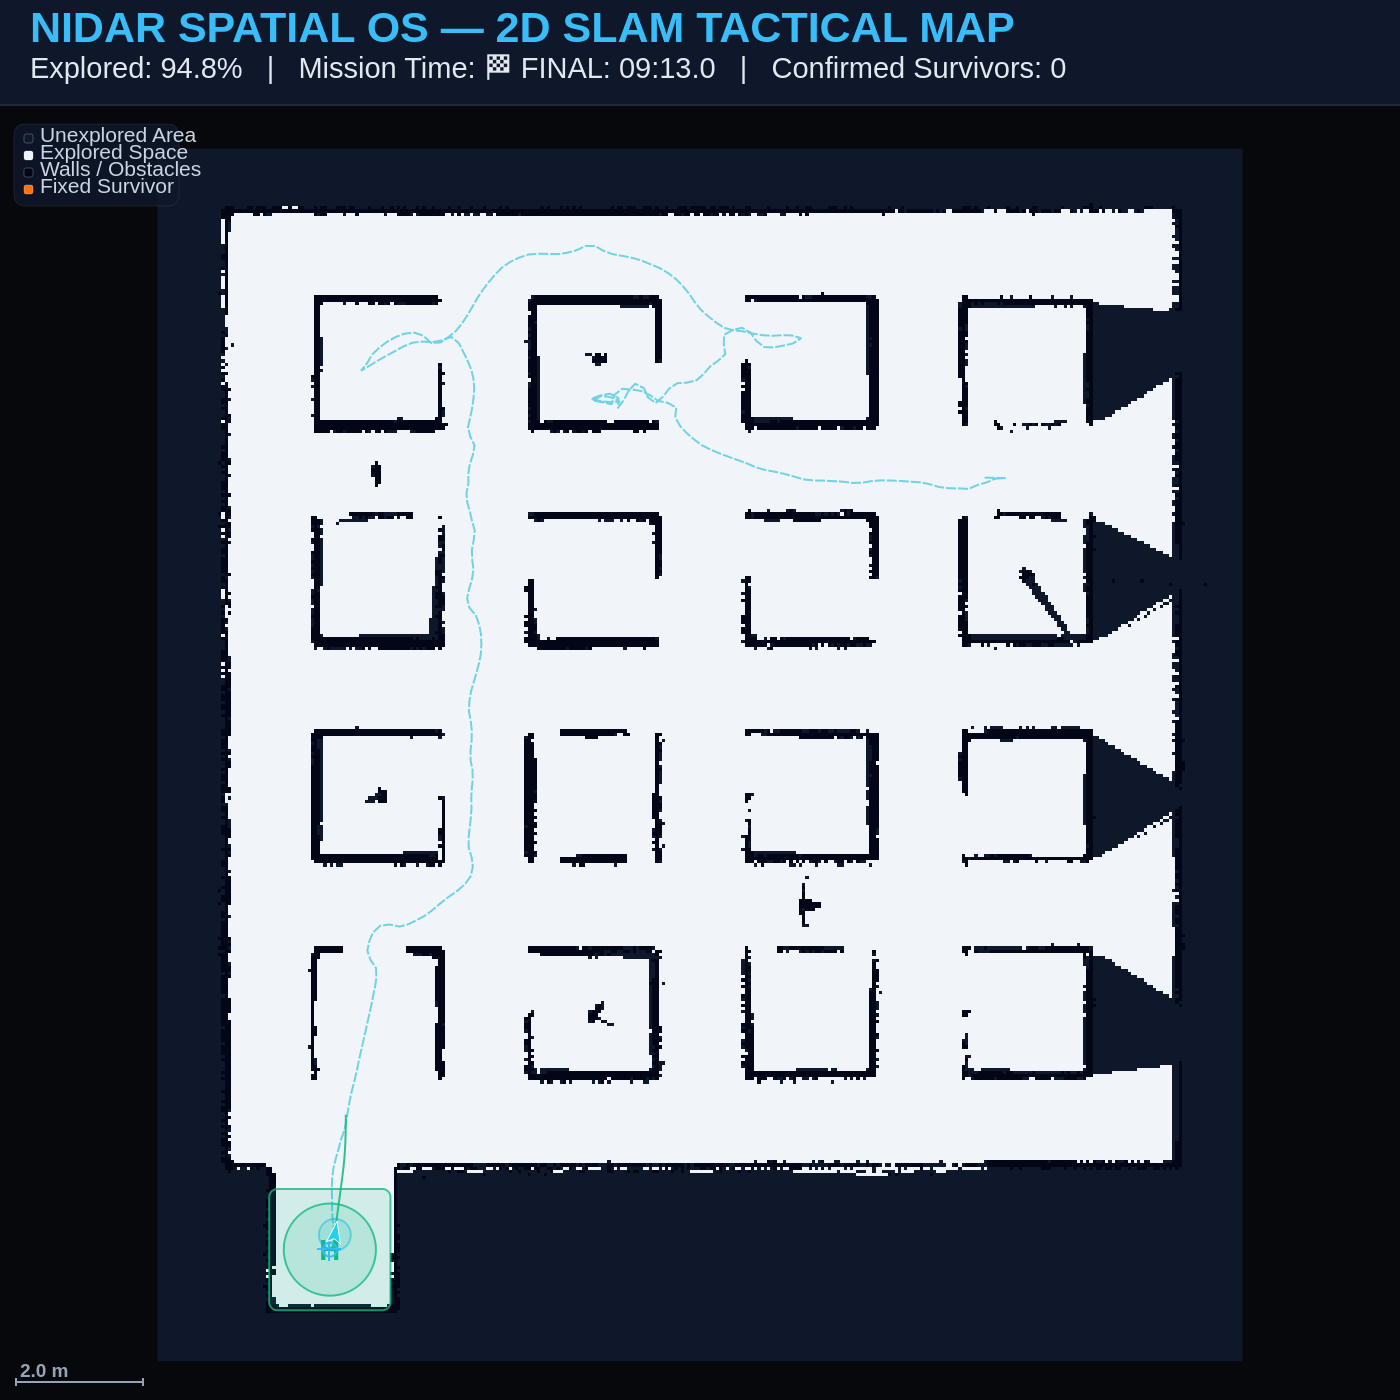 NIDAR SPATIAL OS — 2D SLAM TACTICAL MAP
Explored: 94.8% | Mission Time: 🏁 FINAL: 09:13.0 | Confirmed Survivors: 0
Unexplored Area
Explored Space
Walls / Obstacles
Fixed Survivor
H
2.0 m